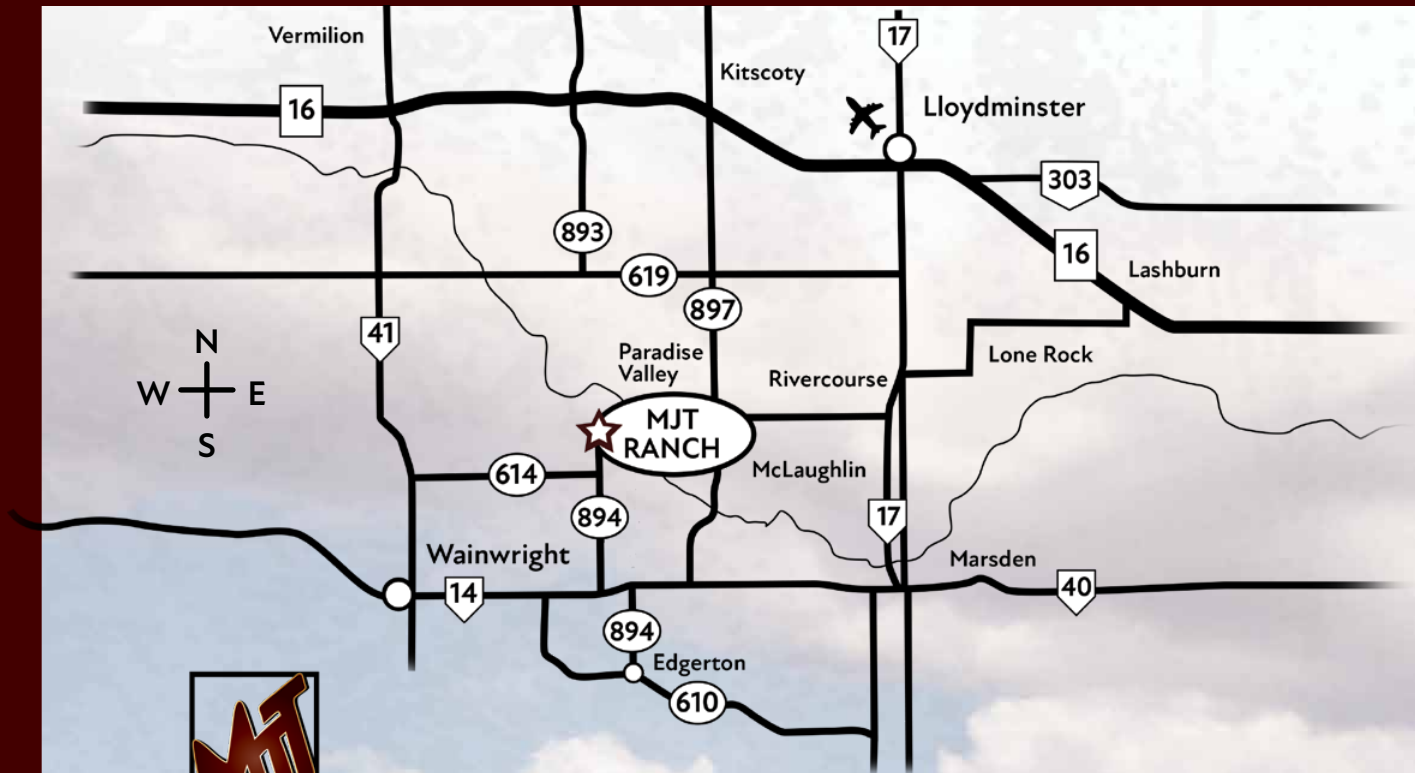 Vermilion
17
Kitscoty
16
Lloydminster
303
893
16
Lashburn
619
897
41
N
W E
S
Paradise
Valley
Lone Rock
Rivercourse
MJT
RANCH
McLaughlin
614
894
17
Wainwright
Marsden
14
40
894
Edgerton
610
MJT